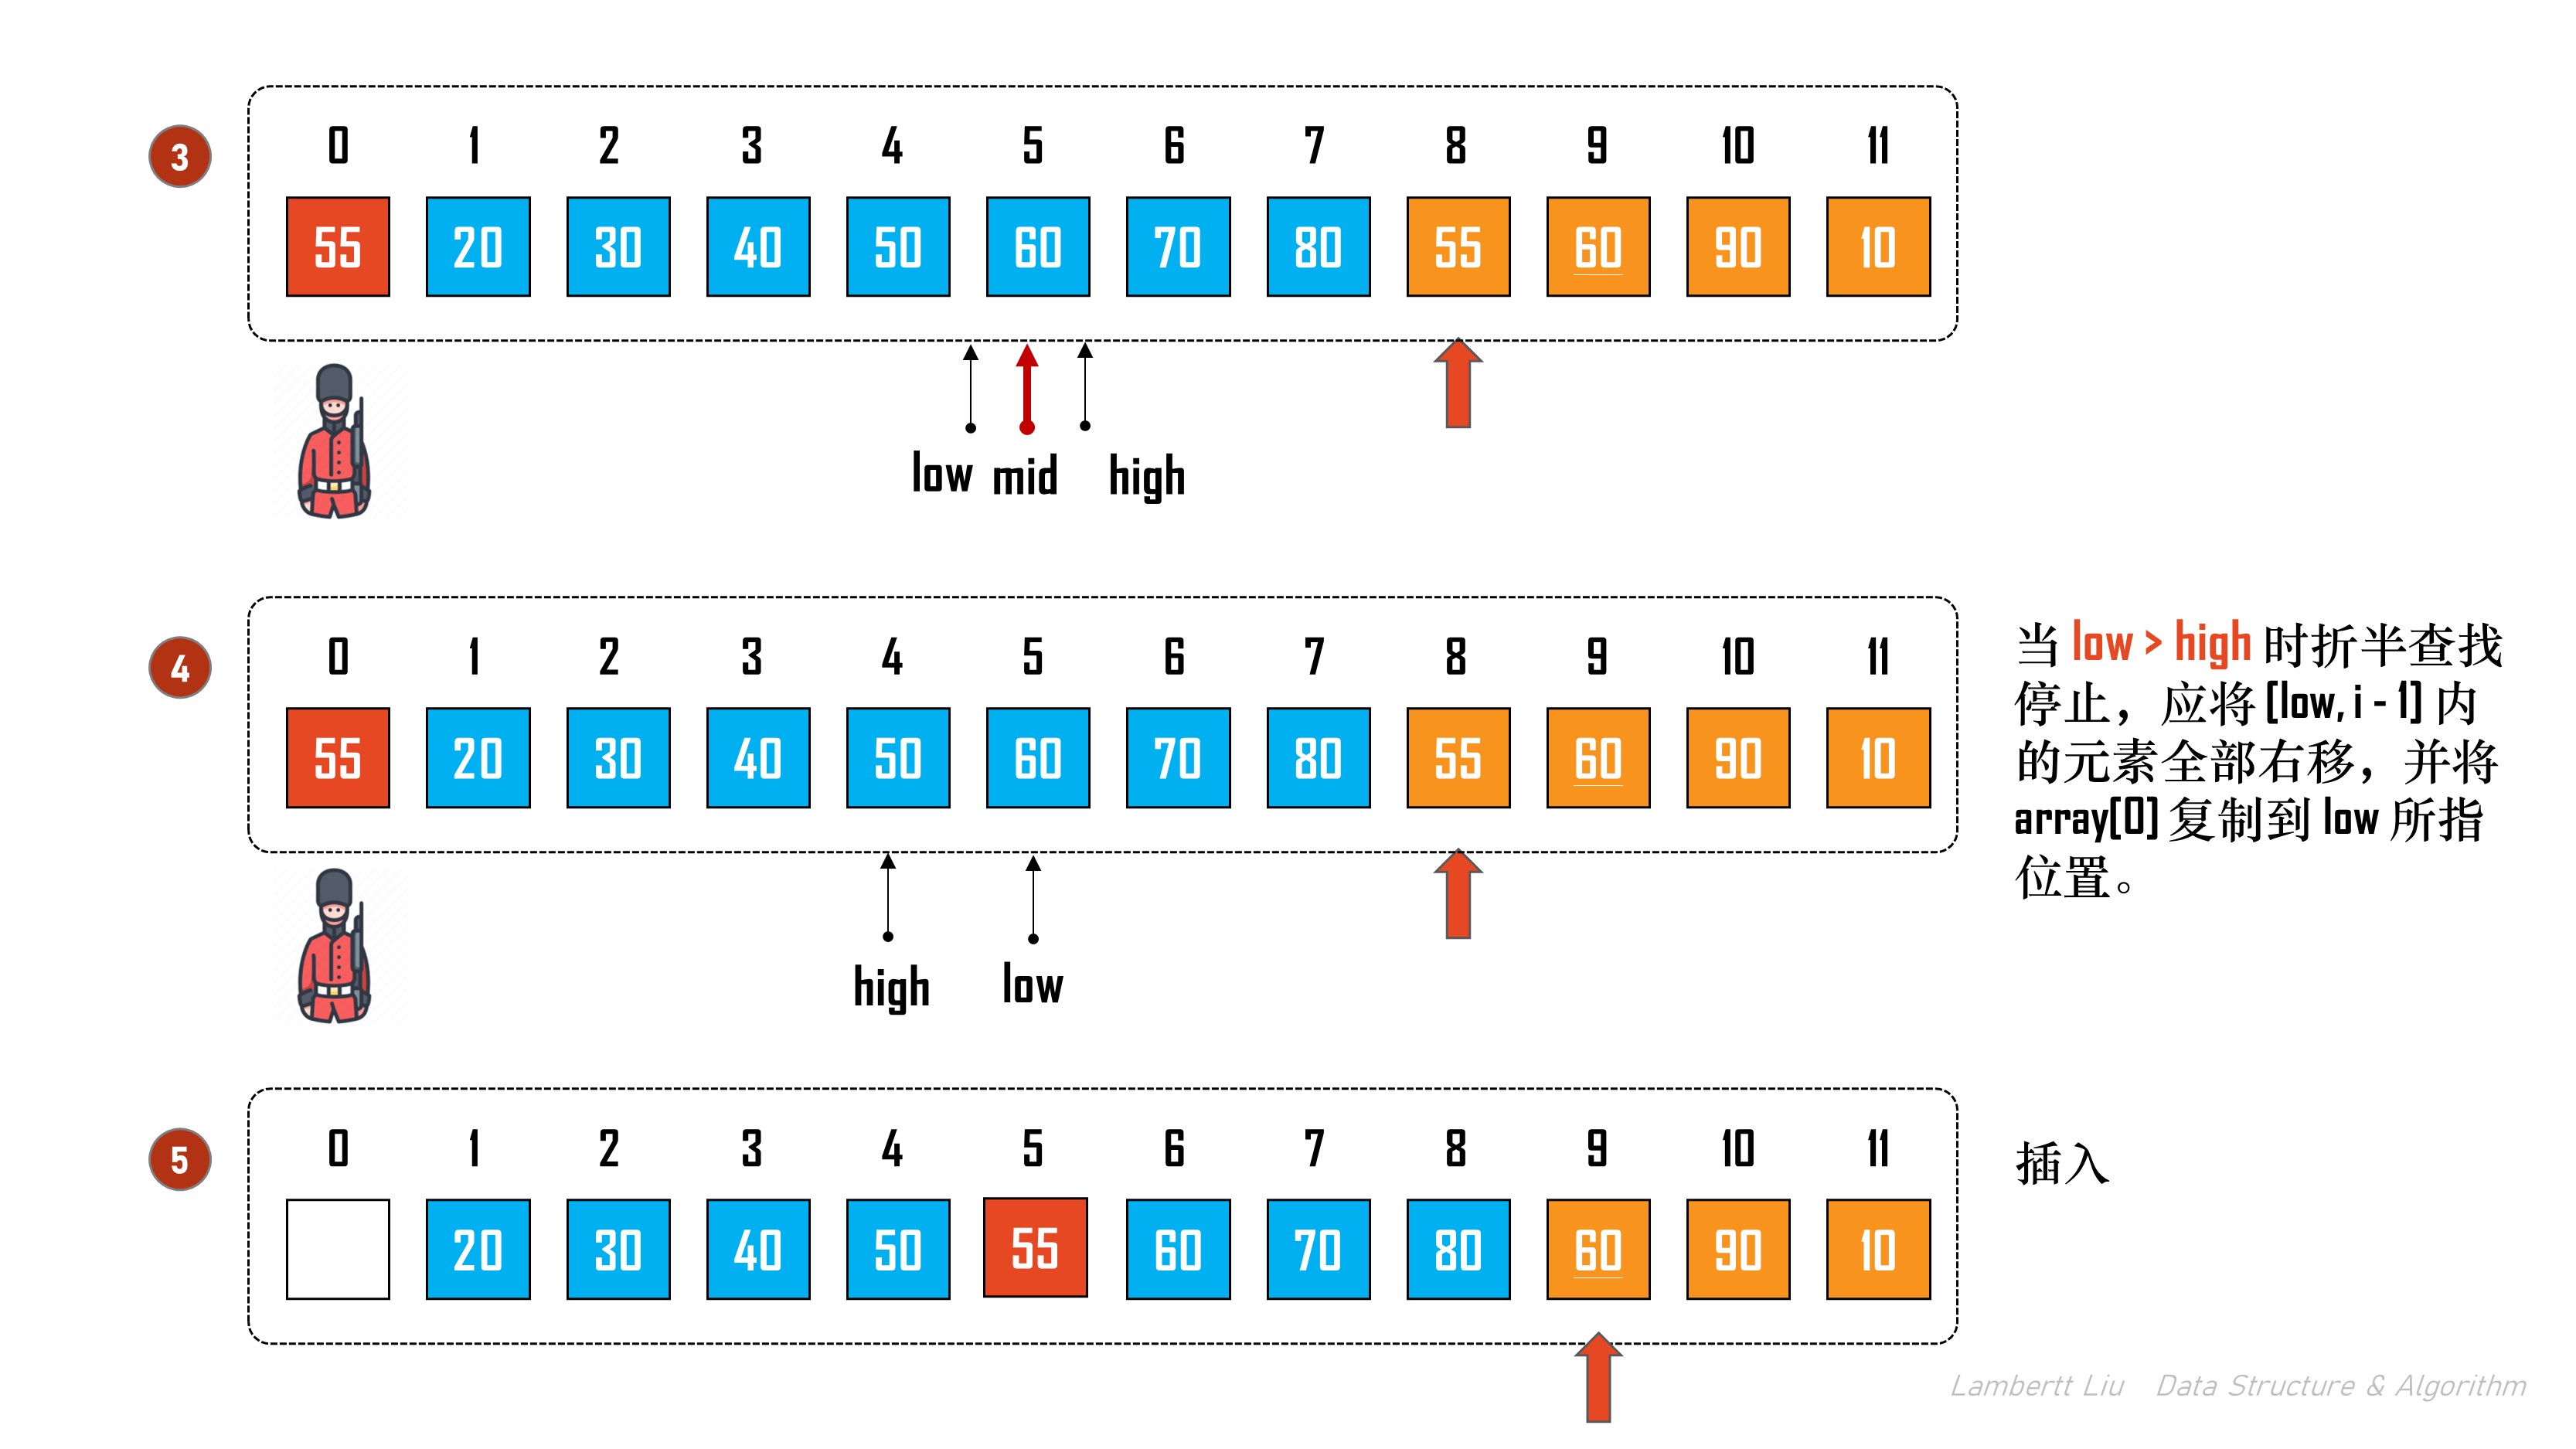 3
0 1 2 3 4 5 6 7 8 9 10 11
55 20 30 40 50 60 70 80 55 60 90 10
low mid high
4
0 1 2 3 4 5 6 7 8 9 10 11
55 20 30 40 50 60 70 80 55 60 90 10
high low
当 low > high 时折半查找
停止，应将 [low, i - 1] 内
的元素全部右移，并将
array[0] 复制到 low 所指
位置。
5
0 1 2 3 4 5 6 7 8 9 10 11
20 30 40 50 55 60 70 80 60 90 10
插入
Lambertt Liu Data Structure & Algorithm